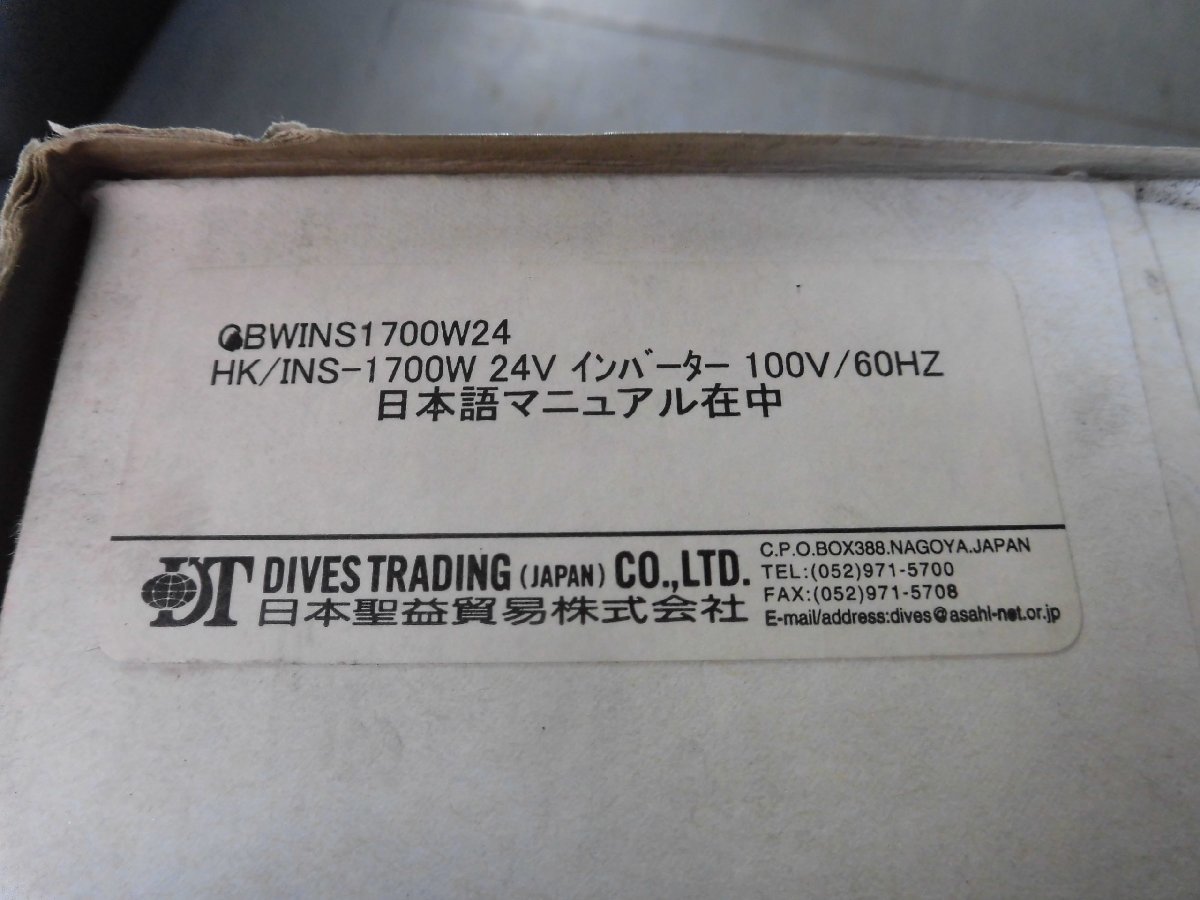 BWINS1700W24
HK/INS-1700W 24V インバーター 100V/60HZ
日本語マニュアル在中
DT DIVES TRADING (JAPAN) CO.,LTD.
日本聖益貿易株式会社
C.P.O.BOX388.NAGOYA.JAPAN
TEL:(052)971-5700
FAX:(052)971-5708
E-mail/address:dives@asahi-net.or.jp